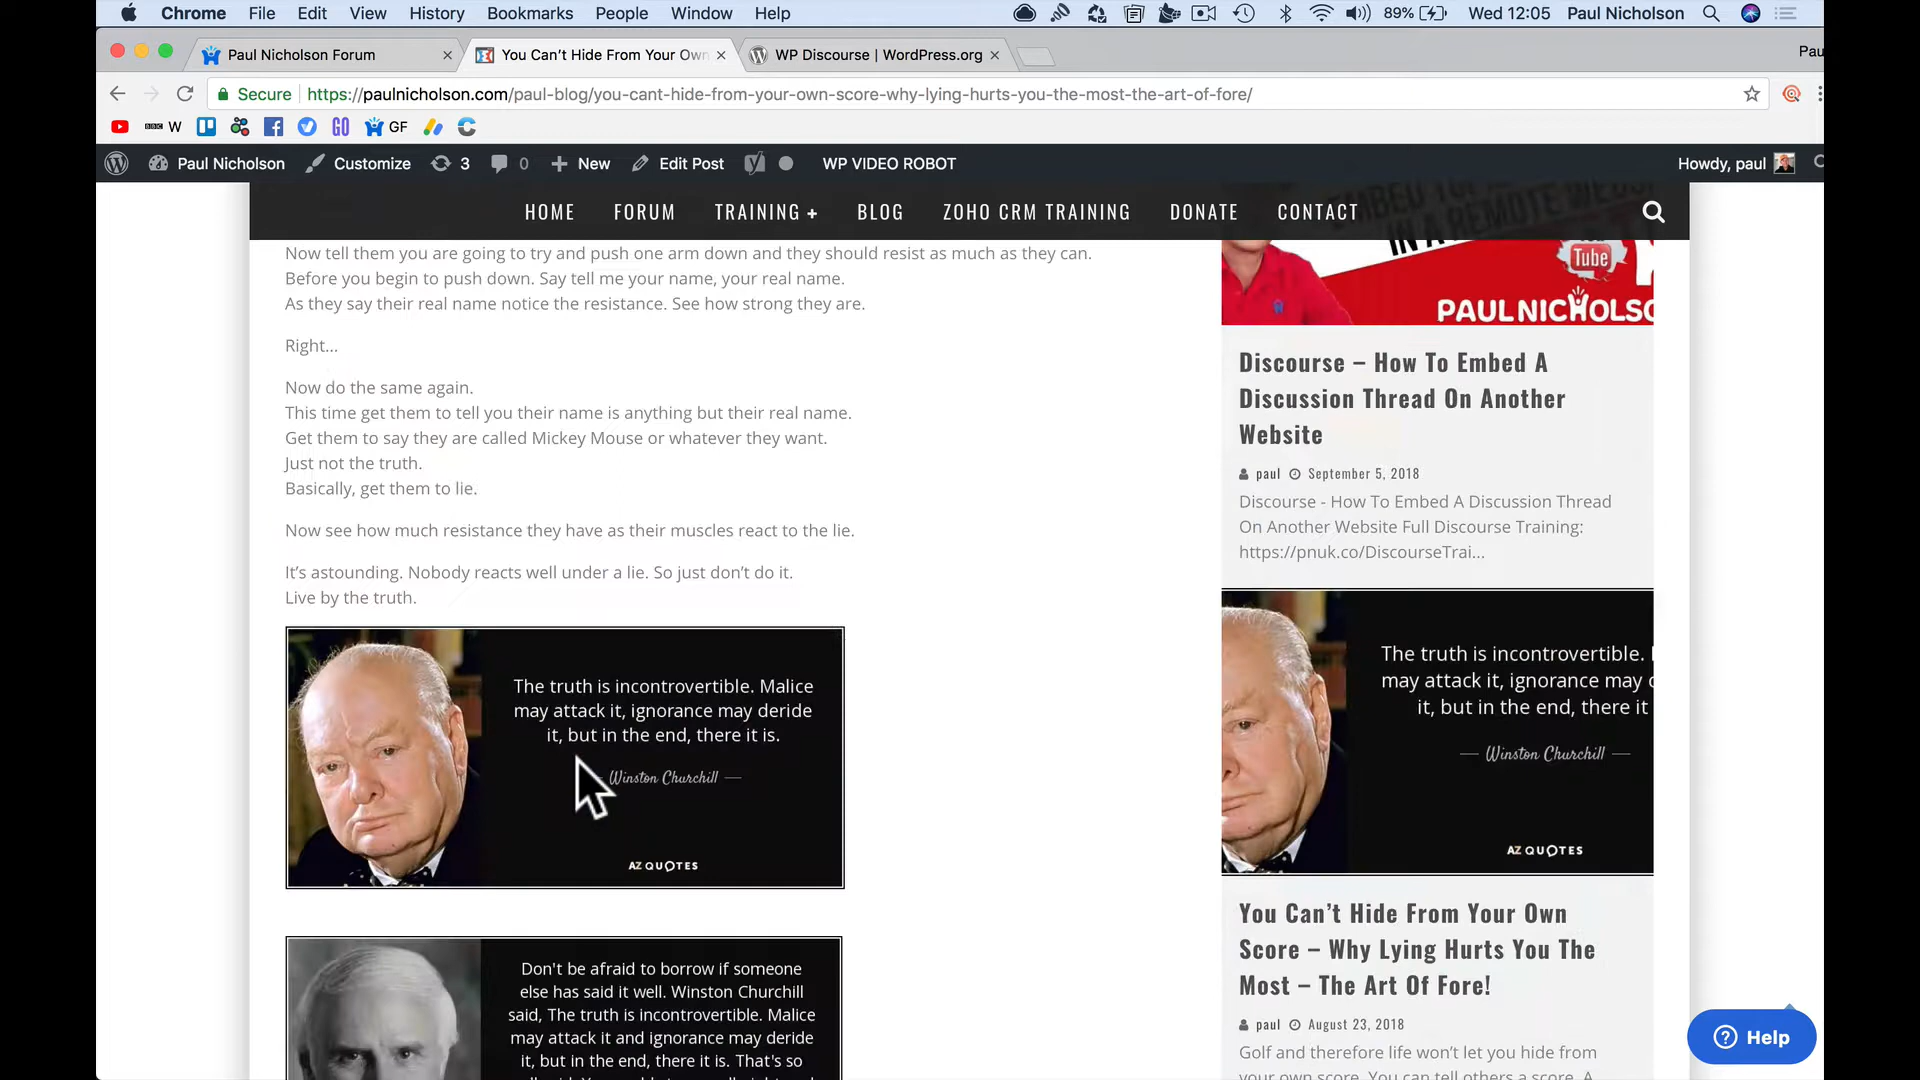 Chrome File Edit View History Bookmarks People Window Help 89% Wed 12:05 Paul Nicholson
Paul Nicholson Forum You Can't Hide From Your Own WP Discourse | WordPress.org Pau
Secure https://paulnicholson.com/paul-blog/you-cant-hide-from-your-own-score-why-lying-hurts-you-the-most-the-art-of-fore/
BBC W GO GF
Paul Nicholson Customize 3 0 New Edit Post WP VIDEO ROBOT Howdy, paul
HOME FORUM TRAINING + BLOG ZOHO CRM TRAINING DONATE CONTACT
Now tell them you are going to try and push one arm down and they should resist as much as they can.
Before you begin to push down. Say tell me your name, your real name.
As they say their real name notice the resistance. See how strong they are.
Right...
Now do the same again.
This time get them to tell you their name is anything but their real name.
Get them to say they are called Mickey Mouse or whatever they want.
Just not the truth.
Basically, get them to lie.
Now see how much resistance they have as their muscles react to the lie.
It's astounding. Nobody reacts well under a lie. So just don't do it.
Live by the truth.
The truth is incontrovertible. Malice
may attack it, ignorance may deride
it, but in the end, there it is.
Winston Churchill —
AZ QUOTES
Don't be afraid to borrow if someone
else has said it well. Winston Churchill
said, The truth is incontrovertible. Malice
may attack it and ignorance may deride
it, but in the end, there it is. That's so
IN A REMOTE
Tube
PAUL NICHOLSO
Discourse – How To Embed A
Discussion Thread On Another
Website
paul September 5, 2018
Discourse - How To Embed A Discussion Thread
On Another Website Full Discourse Training:
https://pnuk.co/DiscourseTrai...
The truth is incontrovertible.
may attack it, ignorance may
it, but in the end, there it
— Winston Churchill —
AZ QUOTES
You Can't Hide From Your Own
Score – Why Lying Hurts You The
Most – The Art Of Fore!
paul August 23, 2018
Golf and therefore life won't let you hide from
your own score. You can tell others a score. A
Help